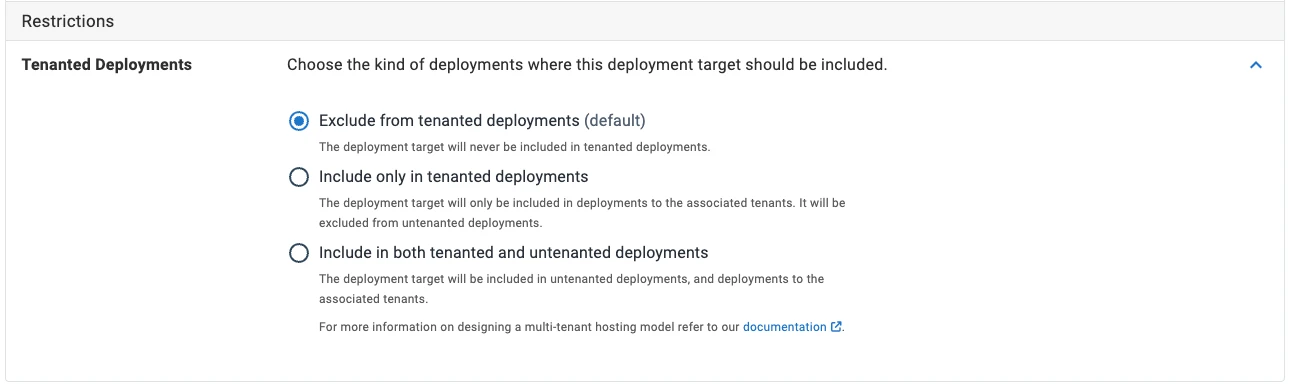 Restrictions
Tenanted Deployments
Choose the kind of deployments where this deployment target should be included.
Exclude from tenanted deployments (default)
The deployment target will never be included in tenanted deployments.
Include only in tenanted deployments
The deployment target will only be included in deployments to the associated tenants. It will be
excluded from untenanted deployments.
Include in both tenanted and untenanted deployments
The deployment target will be included in untenanted deployments, and deployments to the
associated tenants.
For more information on designing a multi-tenant hosting model refer to our documentation.